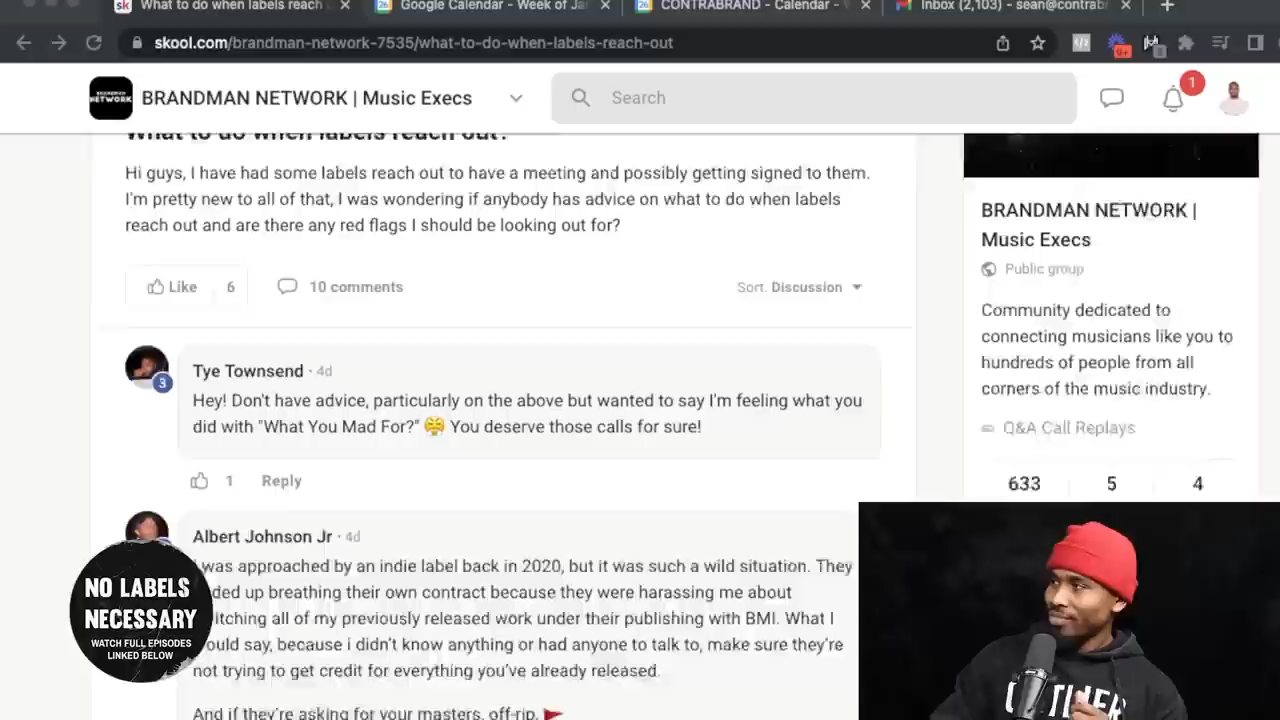 What to do when labels reach
Google Calendar - Week of Ja
CONTRABRAND - Calendar -
Inbox (2,103) - sean@contrab
skool.com/brandman-network-7535/what-to-do-when-labels-reach-out
BRANDMAN NETWORK | Music Execs
Search
1
What to do when labels reach out?
Hi guys, I have had some labels reach out to have a meeting and possibly getting signed to them.
I'm pretty new to all of that, I was wondering if anybody has advice on what to do when labels
reach out and are there any red flags I should be looking out for?
Like 6
10 comments
Sort: Discussion
Tye Townsend · 4d
3
Hey! Don't have advice, particularly on the above but wanted to say I'm feeling what you
did with "What You Mad For?" 😤 You deserve those calls for sure!
1 Reply
Albert Johnson Jr · 4d
was approached by an indie label back in 2020, but it was such a wild situation. They
ded up breathing their own contract because they were harassing me about
itching all of my previously released work under their publishing with BMI. What I
ould say, because i didn't know anything or had anyone to talk to, make sure they're
not trying to get credit for everything you've already released.
And if they're asking for your masters, off-rip, 🚩
BRANDMAN NETWORK |
Music Execs
Public group
Community dedicated to
connecting musicians like you to
hundreds of people from all
corners of the music industry.
Q&A Call Replays
633 5 4
NO LABELS
NECESSARY
WATCH FULL EPISODES
LINKED BELOW